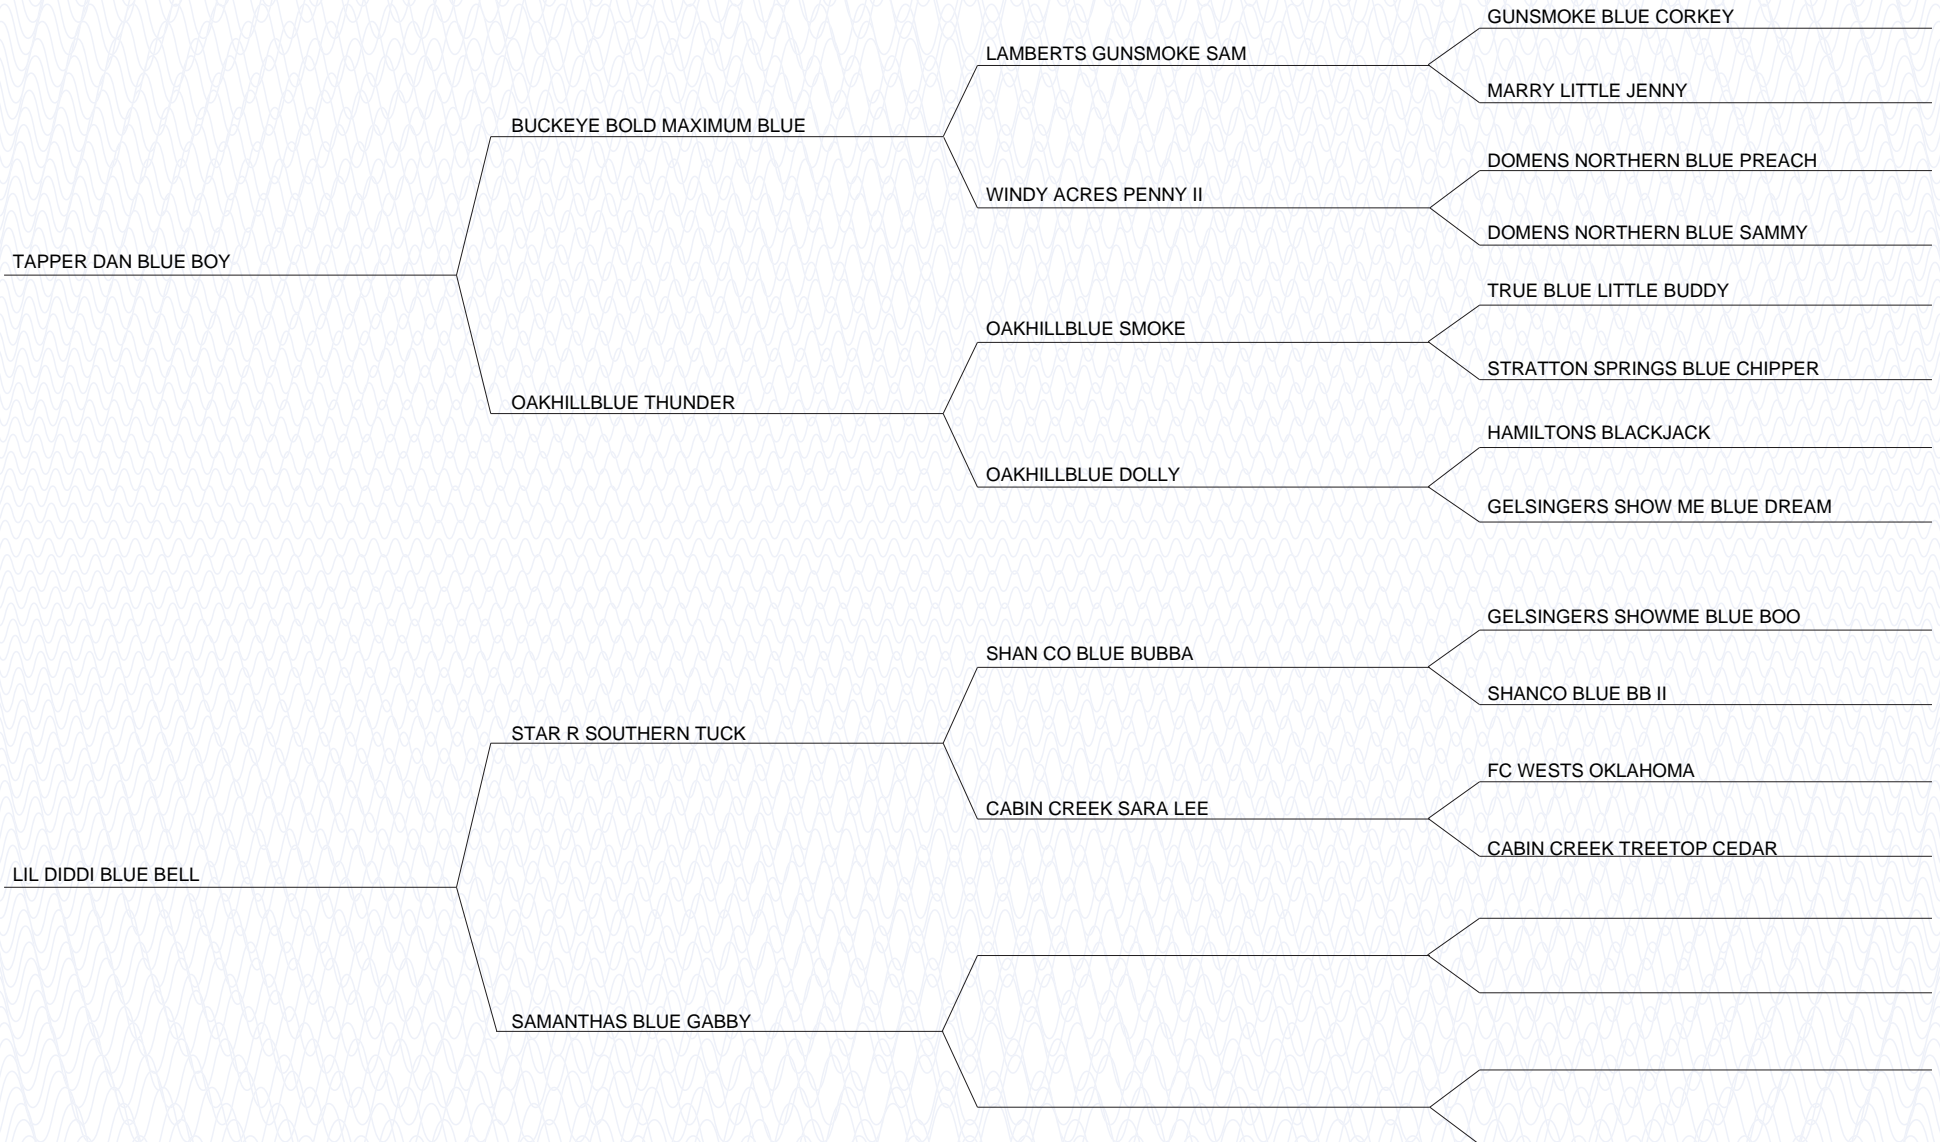 GUNSMOKE BLUE CORKEY
LAMBERTS GUNSMOKE SAM
MARRY LITTLE JENNY
BUCKEYE BOLD MAXIMUM BLUE
DOMENS NORTHERN BLUE PREACH
WINDY ACRES PENNY II
DOMENS NORTHERN BLUE SAMMY
TAPPER DAN BLUE BOY
TRUE BLUE LITTLE BUDDY
OAKHILLBLUE SMOKE
STRATTON SPRINGS BLUE CHIPPER
OAKHILLBLUE THUNDER
HAMILTONS BLACKJACK
OAKHILLBLUE DOLLY
GELSINGERS SHOW ME BLUE DREAM
GELSINGERS SHOWME BLUE BOO
SHAN CO BLUE BUBBA
SHANCO BLUE BB II
STAR R SOUTHERN TUCK
FC WESTS OKLAHOMA
CABIN CREEK SARA LEE
CABIN CREEK TREETOP CEDAR
LIL DIDDI BLUE BELL
SAMANTHAS BLUE GABBY